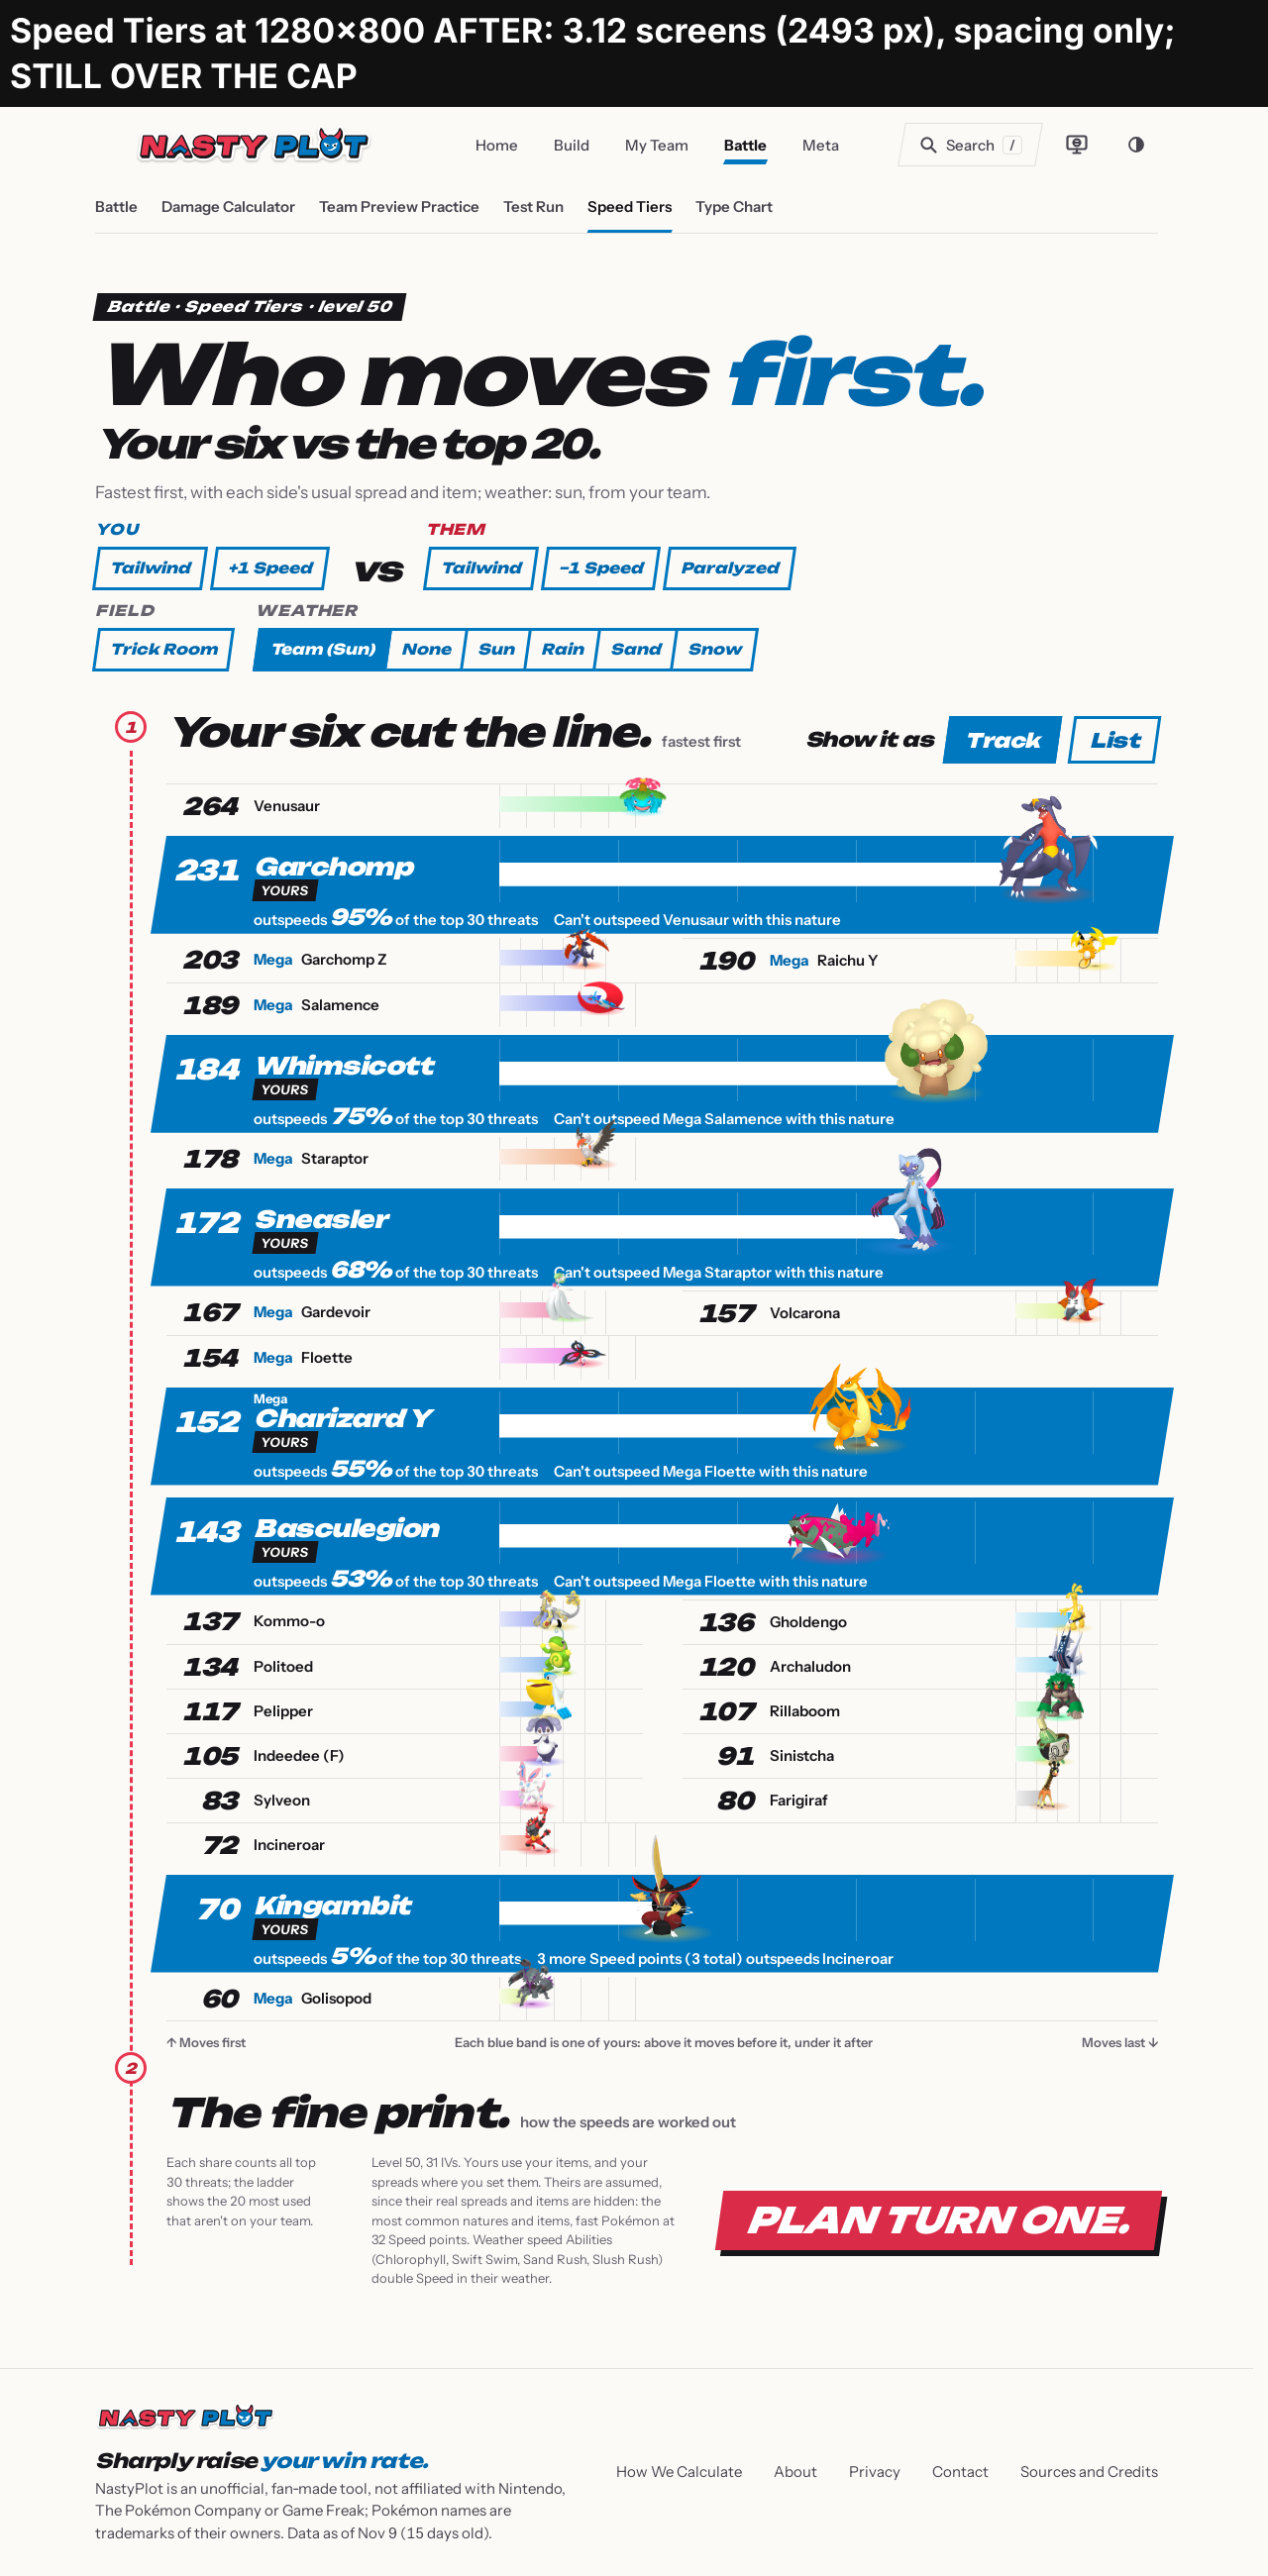 Speed Tiers at 1280×800 AFTER: 3.12 screens (2493 px), spacing only;
STILL OVER THE CAP
NASTY PLOT
Home Build My Team Battle Meta Search /
Battle Damage Calculator Team Preview Practice Test Run Speed Tiers Type Chart
Battle · Speed Tiers · level 50
Who moves first.
Your six vs the top 20.
Fastest first, with each side's usual spread and item; weather: sun, from your team.
YOU THEM
Tailwind +1 Speed VS Tailwind −1 Speed Paralyzed
FIELD WEATHER
Trick Room Team (Sun) None Sun Rain Sand Snow
1 Your six cut the line. fastest first Show it as Track List
264 Venusaur
231 Garchomp
YOURS
outspeeds 95% of the top 30 threats Can't outspeed Venusaur with this nature
203 Mega Garchomp Z 190 Mega Raichu Y
189 Mega Salamence
184 Whimsicott
YOURS
outspeeds 75% of the top 30 threats Can't outspeed Mega Salamence with this nature
178 Mega Staraptor
172 Sneasler
YOURS
outspeeds 68% of the top 30 threats Can't outspeed Mega Staraptor with this nature
167 Mega Gardevoir 157 Volcarona
154 Mega Floette
Mega
152 Charizard Y
YOURS
outspeeds 55% of the top 30 threats Can't outspeed Mega Floette with this nature
143 Basculegion
YOURS
outspeeds 53% of the top 30 threats Can't outspeed Mega Floette with this nature
137 Kommo-o 136 Gholdengo
134 Politoed 120 Archaludon
117 Pelipper 107 Rillaboom
105 Indeedee (F) 91 Sinistcha
83 Sylveon 80 Farigiraf
72 Incineroar
70 Kingambit
YOURS
outspeeds 5% of the top 30 threats 3 more Speed points (3 total) outspeeds Incineroar
60 Mega Golisopod
↑ Moves first Each blue band is one of yours: above it moves before it, under it after Moves last ↓
2
The fine print. how the speeds are worked out
Each share counts all top
30 threats; the ladder
shows the 20 most used
that aren't on your team.
Level 50, 31 IVs. Yours use your items, and your
spreads where you set them. Theirs are assumed,
since their real spreads and items are hidden: the
most common natures and items, fast Pokémon at
32 Speed points. Weather speed Abilities
(Chlorophyll, Swift Swim, Sand Rush, Slush Rush)
double Speed in their weather.
PLAN TURN ONE.
NASTY PLOT
Sharply raise your win rate.
NastyPlot is an unofficial, fan-made tool, not affiliated with Nintendo,
The Pokémon Company or Game Freak; Pokémon names are
trademarks of their owners. Data as of Nov 9 (15 days old).
How We Calculate About Privacy Contact Sources and Credits